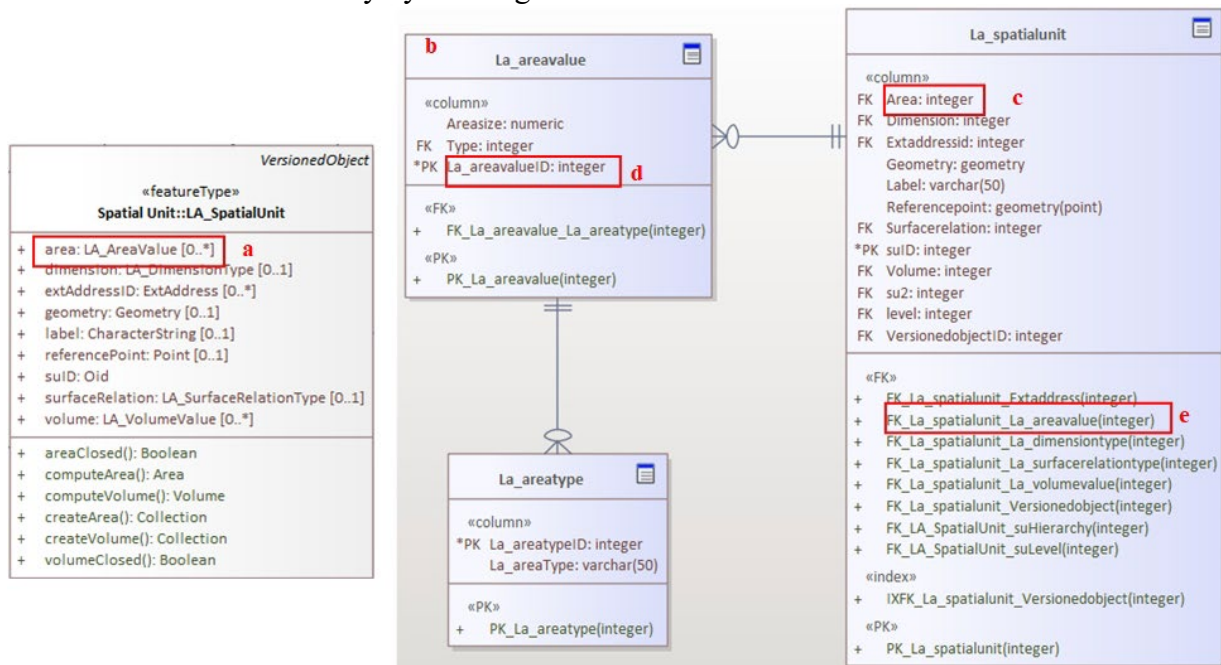 VersionedObject
«featureType»
Spatial Unit::LA_SpatialUnit
+ area: LA_AreaValue [0..*] a
+ dimension: LA_DimensionType [0..1]
+ extAddressID: ExtAddress [0..*]
+ geometry: Geometry [0..1]
+ label: CharacterString [0..1]
+ referencePoint: Point [0..1]
+ suID: Oid
+ surfaceRelation: LA_SurfaceRelationType [0..1]
+ volume: LA_VolumeValue [0..*]
+ areaClosed(): Boolean
+ computeArea(): Area
+ computeVolume(): Volume
+ createArea(): Collection
+ createVolume(): Collection
+ volumeClosed(): Boolean
b
La_areavalue
«column»
Areasize: numeric
FK Type: integer
*PK La_areavalueID: integer d
«FK»
+ FK_La_areavalue_La_areatype(integer)
«PK»
+ PK_La_areavalue(integer)
La_areatype
«column»
*PK La_areatypeID: integer
La_areaType: varchar(50)
«PK»
+ PK_La_areatype(integer)
La_spatialunit
«column»
FK Area: integer c
FK Dimension: integer
FK Extaddressid: integer
Geometry: geometry
Label: varchar(50)
Referencepoint: geometry(point)
FK Surfacerelation: integer
*PK suID: integer
FK Volume: integer
FK su2: integer
FK level: integer
FK VersionedobjectID: integer
«FK»
+ FK_La_spatialunit_Extaddress(integer)
+ FK_La_spatialunit_La_areavalue(integer) e
+ FK_La_spatialunit_La_dimensiontype(integer)
+ FK_La_spatialunit_La_surfacerelationtype(integer)
+ FK_La_spatialunit_La_volumevalue(integer)
+ FK_La_spatialunit_Versionedobject(integer)
+ FK_LA_SpatialUnit_suHierarchy(integer)
+ FK_LA_SpatialUnit_suLevel(integer)
«index»
+ IXFK_La_spatialunit_Versionedobject(integer)
«PK»
+ PK_La_spatialunit(integer)